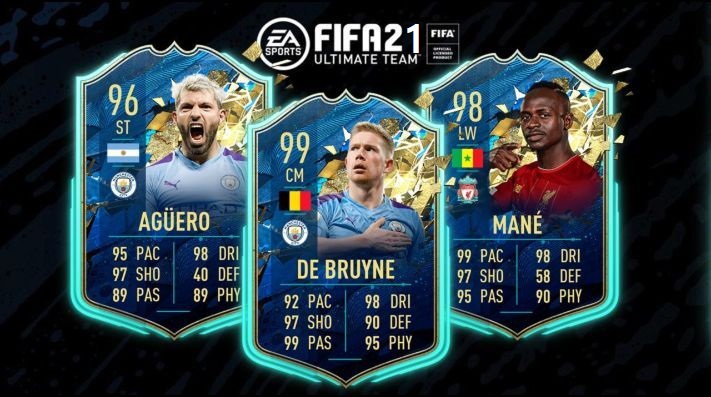 EA
SPORTS
FIFA21
ULTIMATE TEAM
FIFA
OFFICIAL
LICENSED
PRODUCT
96
ST
AGÜERO
95 PAC 98 DRI
97 SHO 40 DEF
89 PAS 89 PHY
99
CM
DE BRUYNE
92 PAC 98 DRI
97 SHO 90 DEF
99 PAS 95 PHY
98
LW
MANÉ
99 PAC 98 DRI
97 SHO 58 DEF
95 PAS 90 PHY